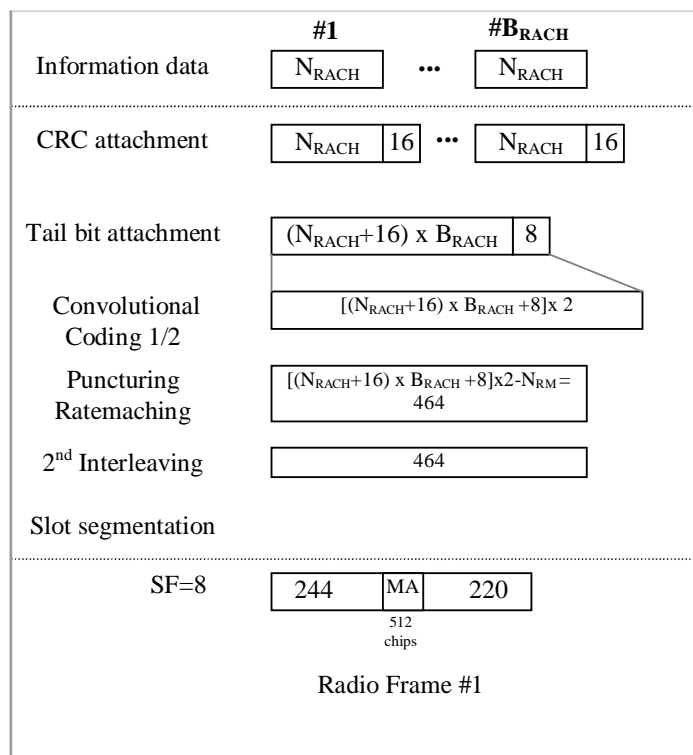 #1 #B_RACH
Information data N_RACH ••• N_RACH
CRC attachment N_RACH 16 ••• N_RACH 16
Tail bit attachment (N_RACH+16) x B_RACH 8
Convolutional
Coding 1/2
[(N_RACH+16) x B_RACH +8]x 2
Puncturing
Ratemaching
[(N_RACH+16) x B_RACH +8]x2-N_RM =
464
2nd Interleaving 464
Slot segmentation
SF=8 244 MA 220
512
chips
Radio Frame #1